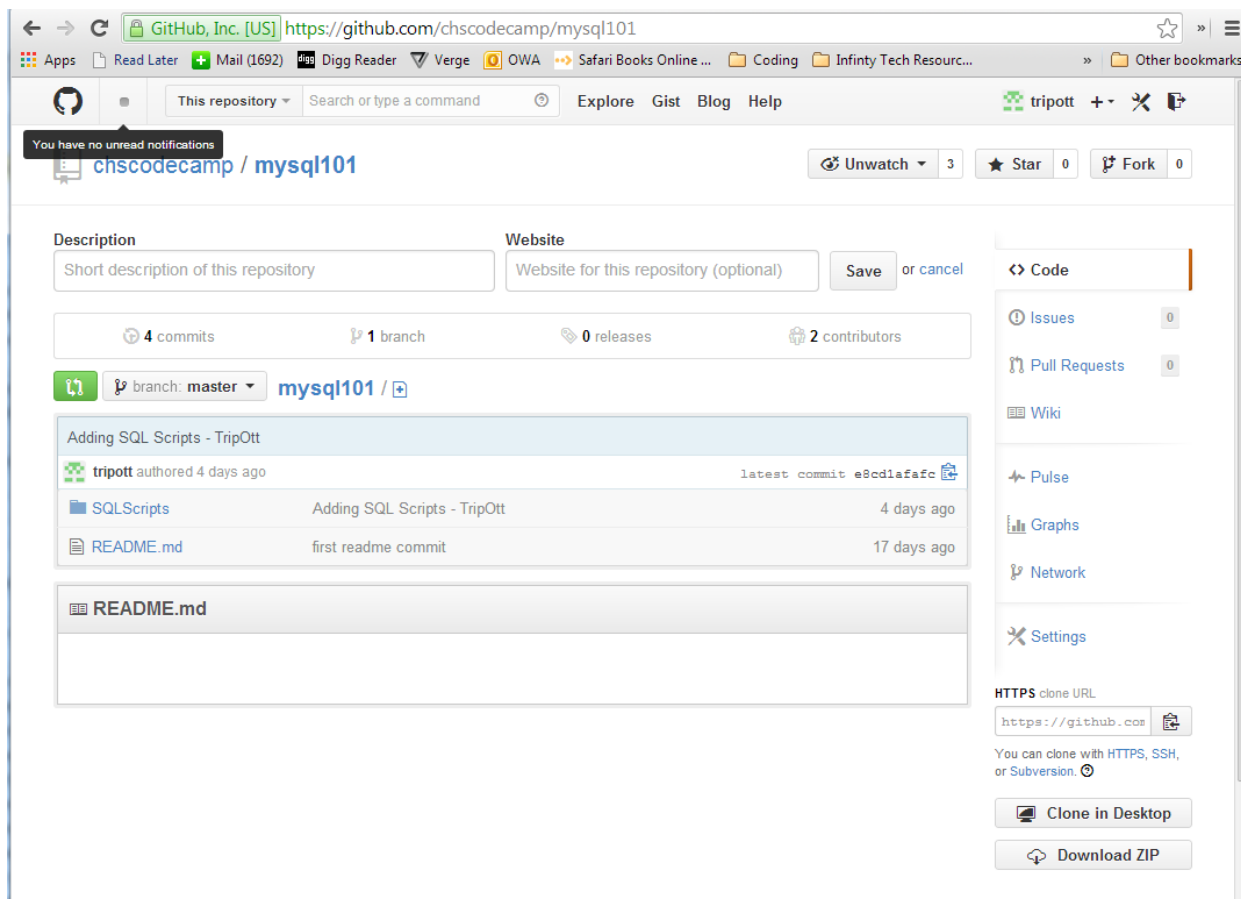 GitHub, Inc. [US] https://github.com/chscodecamp/mysql101 »
Apps Read Later Mail (1692) digg Digg Reader Verge OWA Safari Books Online ... Coding Infinty Tech Resourc... » Other bookmarks
This repository Search or type a command Explore Gist Blog Help tripott
You have no unread notifications
chscodecamp / mysql101 Unwatch 3 Star 0 Fork 0
Description Website
Short description of this repository Website for this repository (optional) Save or cancel
4 commits 1 branch 0 releases 2 contributors
branch: master mysql101 /
Adding SQL Scripts - TripOtt
tripott authored 4 days ago latest commit e8cd1afafc
SQLScripts Adding SQL Scripts - TripOtt 4 days ago
README.md first readme commit 17 days ago
README.md
Code
Issues 0
Pull Requests 0
Wiki
Pulse
Graphs
Network
Settings
HTTPS clone URL
https://github.com
You can clone with HTTPS, SSH,
or Subversion.
Clone in Desktop
Download ZIP